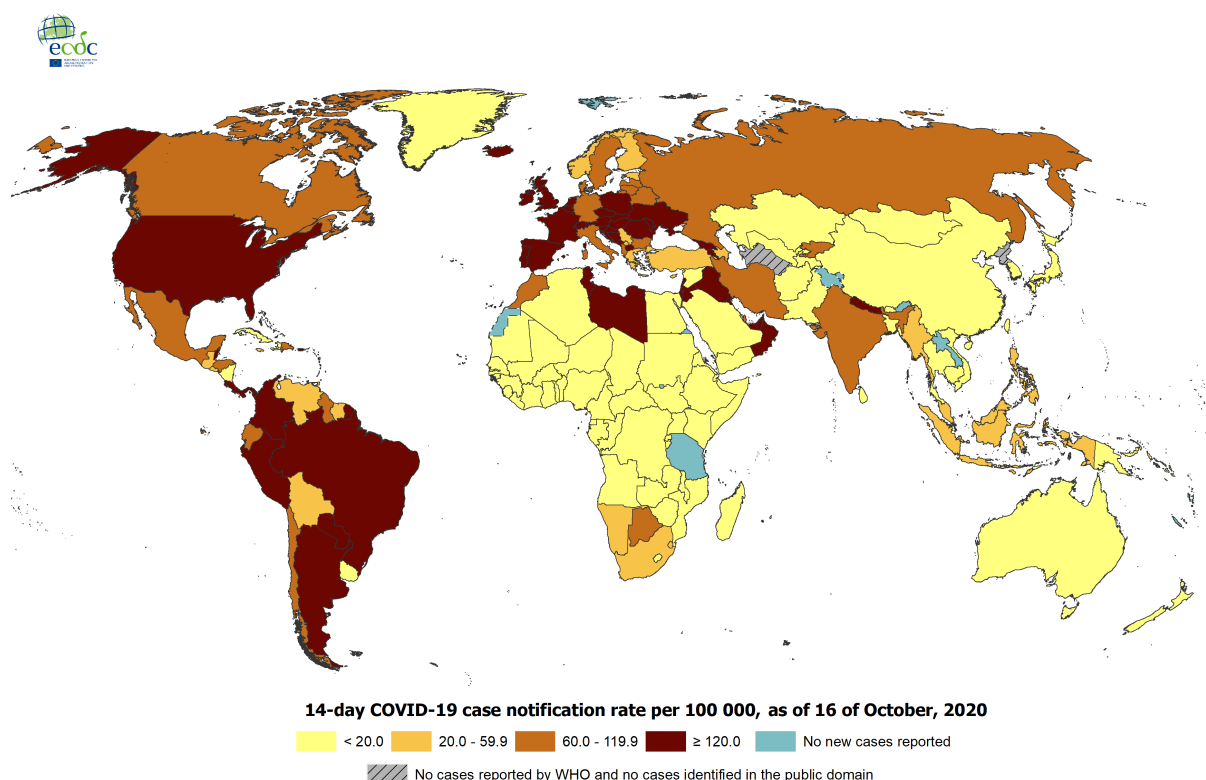 ecdc
14-day COVID-19 case notification rate per 100 000, as of 16 of October, 2020
< 20.0
20.0 - 59.9
60.0 - 119.9
≥ 120.0
No new cases reported
No cases reported by WHO and no cases identified in the public domain